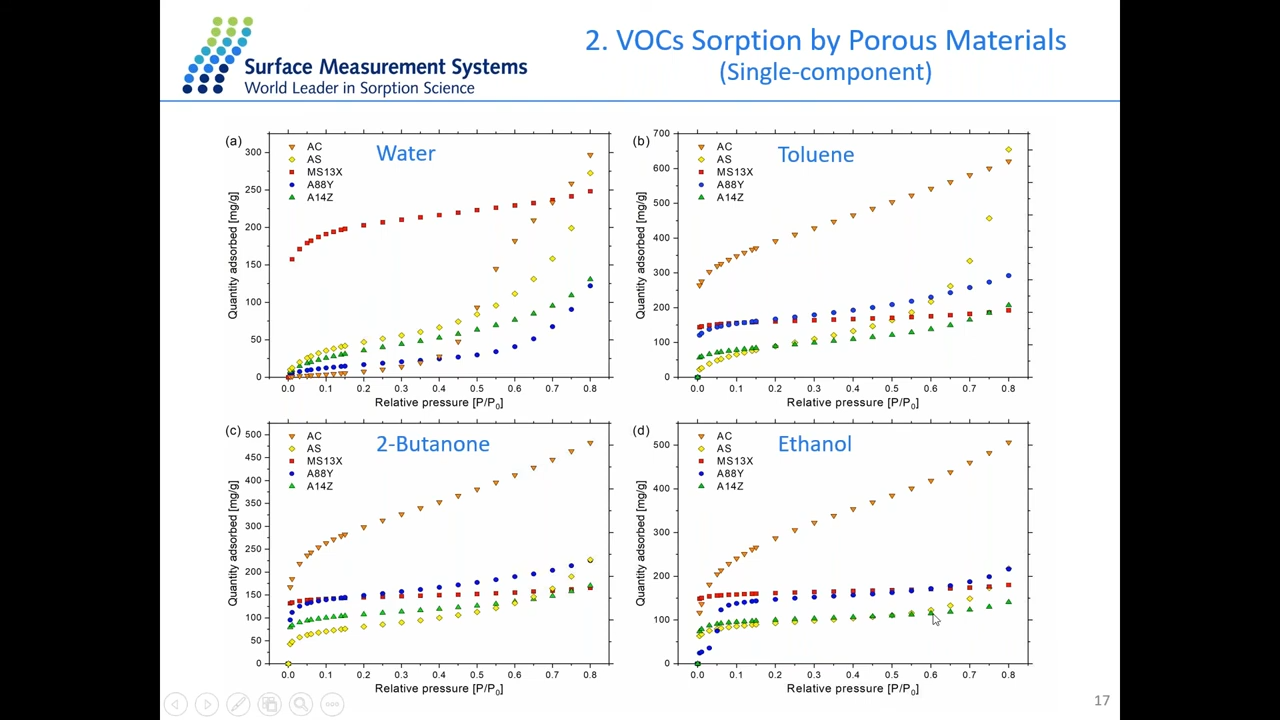 Surface Measurement Systems
World Leader in Sorption Science
2. VOCs Sorption by Porous Materials
(Single-component)
(a)
Water
AC
AS
MS13X
A88Y
A14Z
Quantity adsorbed [mg/g]
300
250
200
150
100
50
0
0.0 0.1 0.2 0.3 0.4 0.5 0.6 0.7 0.8
Relative pressure [P/P0]
(b)
Toluene
AC
AS
MS13X
A88Y
A14Z
Quantity adsorbed [mg/g]
700
600
500
400
300
200
100
0
0.0 0.1 0.2 0.3 0.4 0.5 0.6 0.7 0.8
Relative pressure [P/P0]
(c)
2-Butanone
AC
AS
MS13X
A88Y
A14Z
Quantity adsorbed [mg/g]
500
450
400
350
300
250
200
150
100
50
0
0.0 0.1 0.2 0.3 0.4 0.5 0.6 0.7 0.8
Relative pressure [P/P0]
(d)
Ethanol
AC
AS
MS13X
A88Y
A14Z
Quantity adsorbed [mg/g]
500
400
300
200
100
0
0.0 0.1 0.2 0.3 0.4 0.5 0.6 0.7 0.8
Relative pressure [P/P0]
17